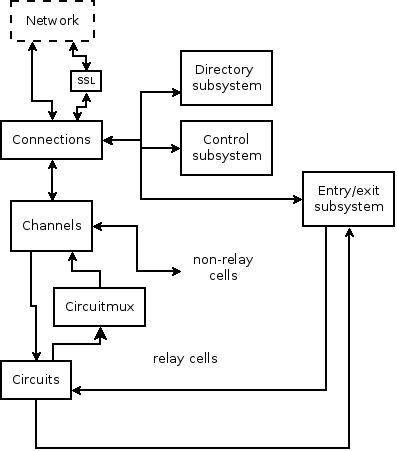 Network
SSL
Directory
subsystem
Connections
Control
subsystem
Entry/exit
subsystem
Channels
non-relay
cells
Circuitmux
relay cells
Circuits